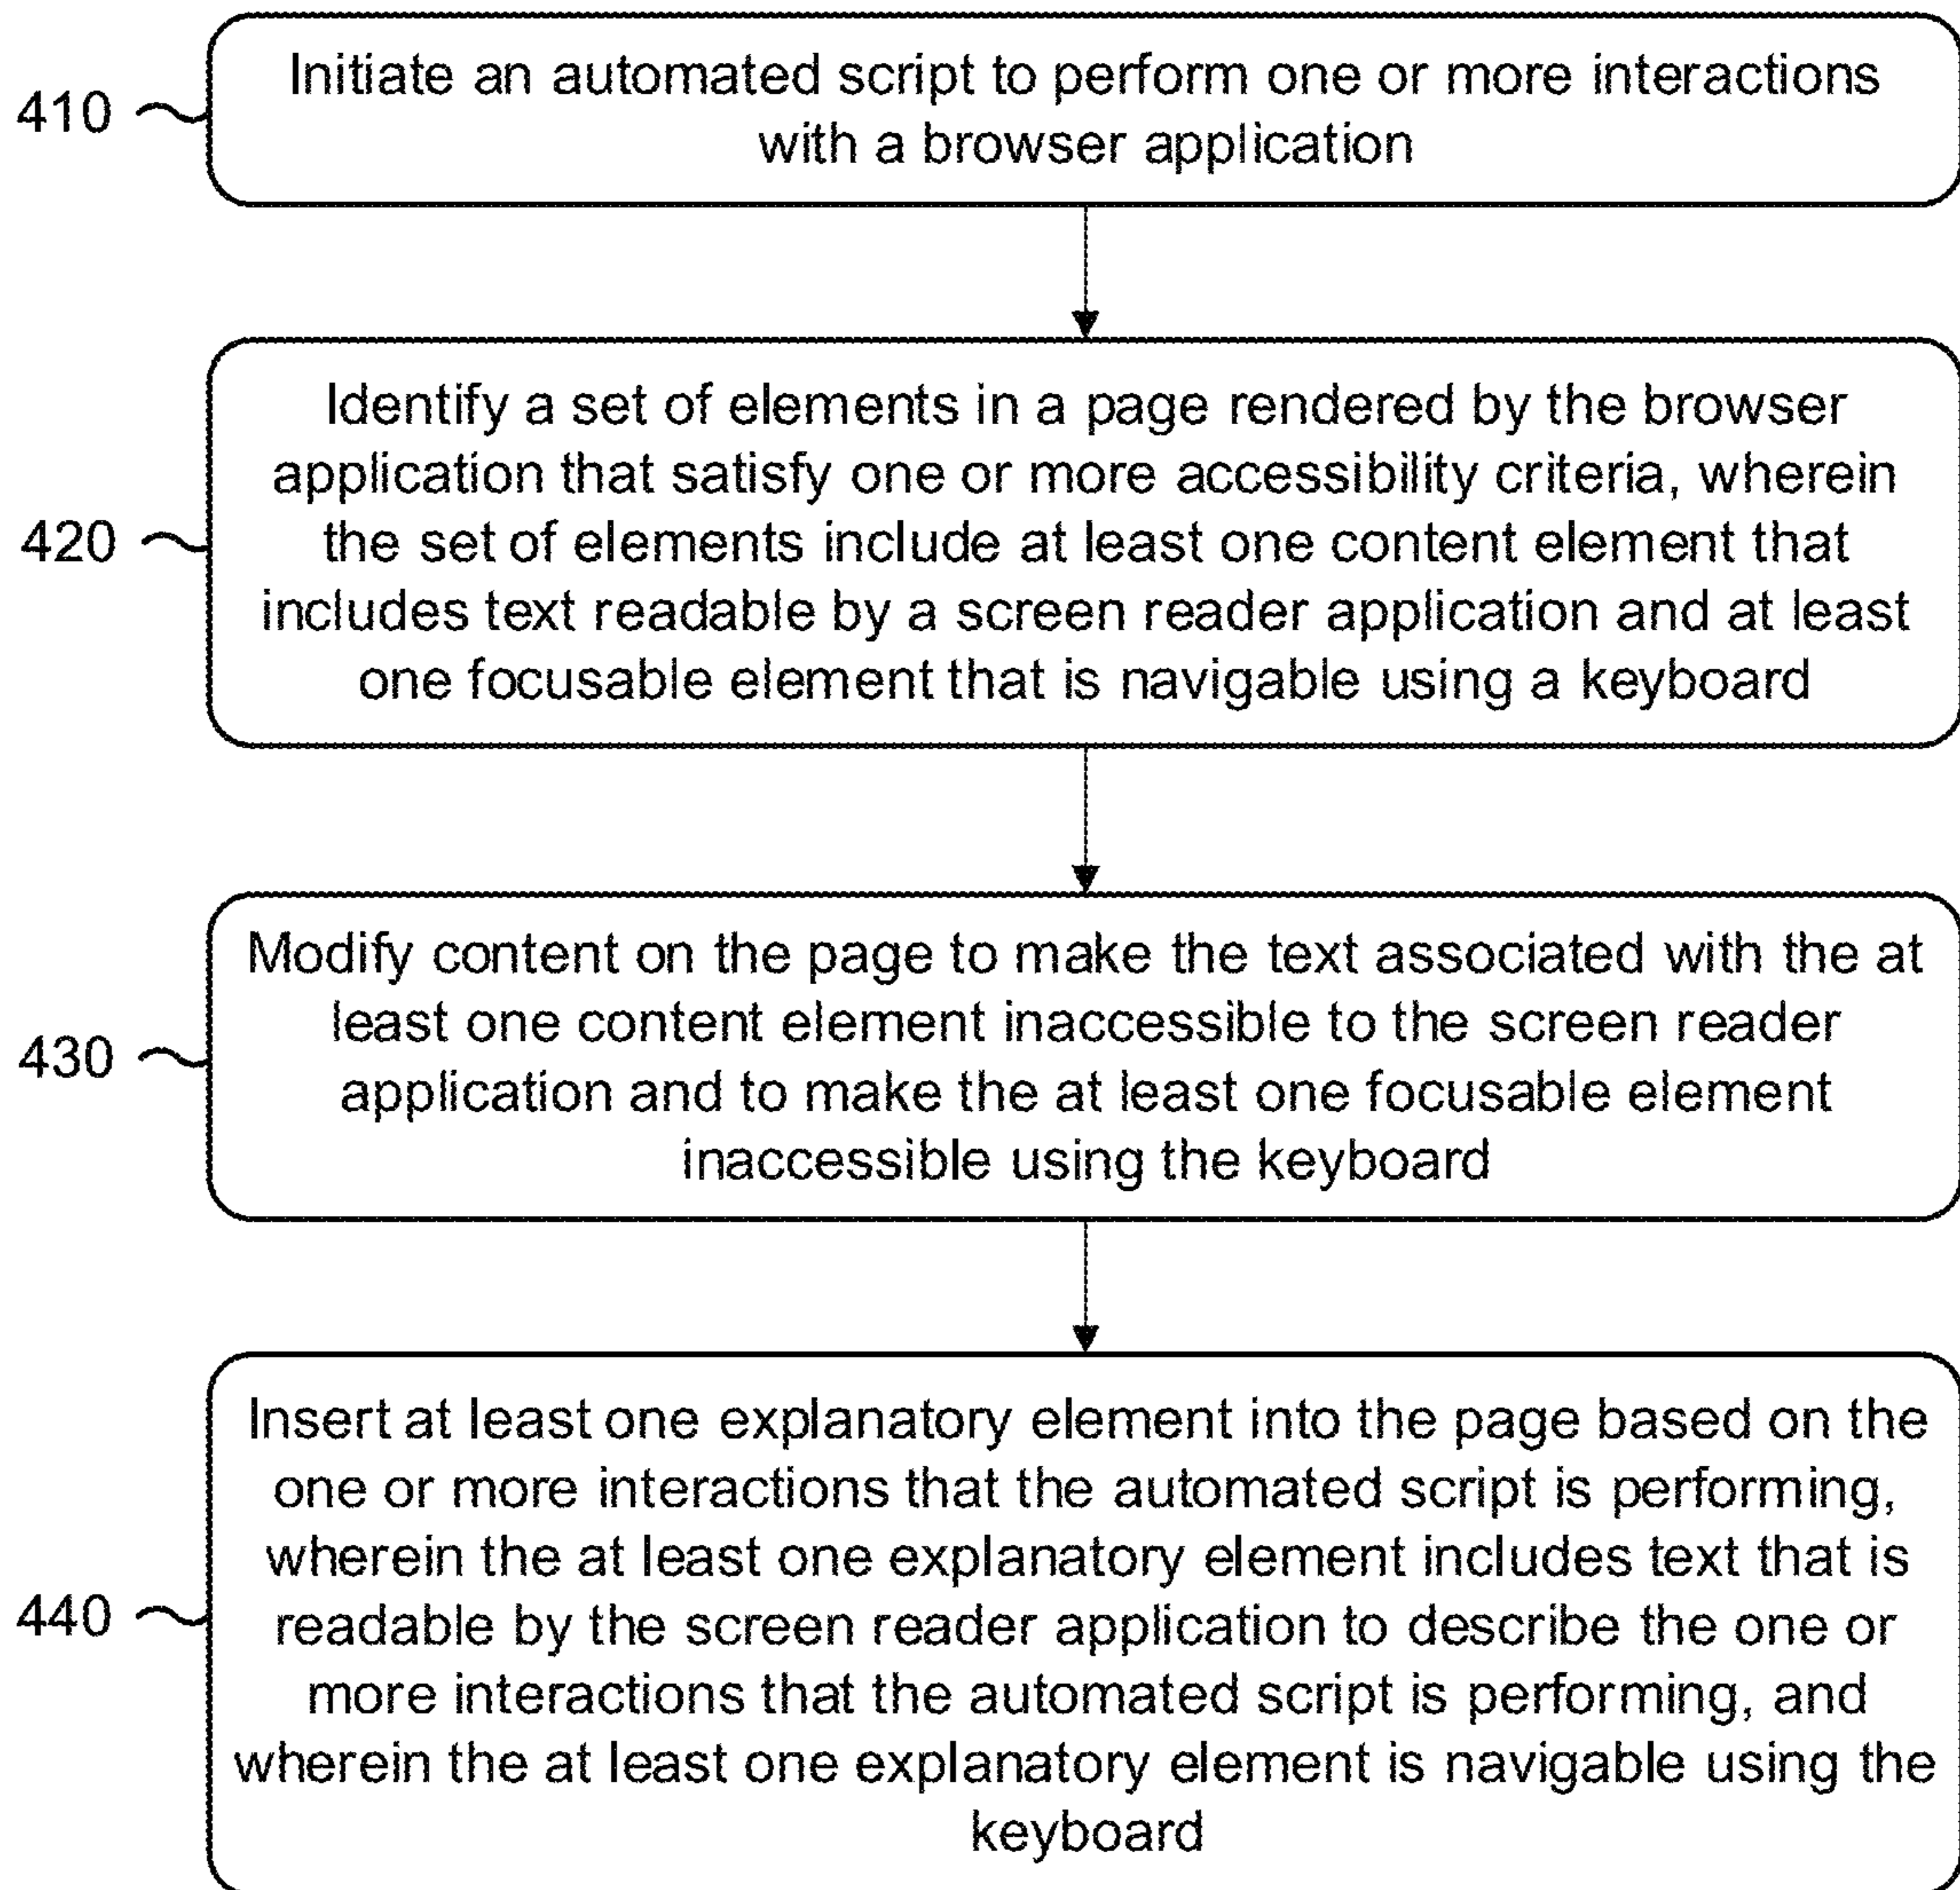 410
Initiate an automated script to perform one or more interactions
with a browser application
420
Identify a set of elements in a page rendered by the browser
application that satisfy one or more accessibility criteria, wherein
the set of elements include at least one content element that
includes text readable by a screen reader application and at least
one focusable element that is navigable using a keyboard
430
Modify content on the page to make the text associated with the at
least one content element inaccessible to the screen reader
application and to make the at least one focusable element
inaccessible using the keyboard
440
Insert at least one explanatory element into the page based on the
one or more interactions that the automated script is performing,
wherein the at least one explanatory element includes text that is
readable by the screen reader application to describe the one or
more interactions that the automated script is performing, and
wherein the at least one explanatory element is navigable using the
keyboard